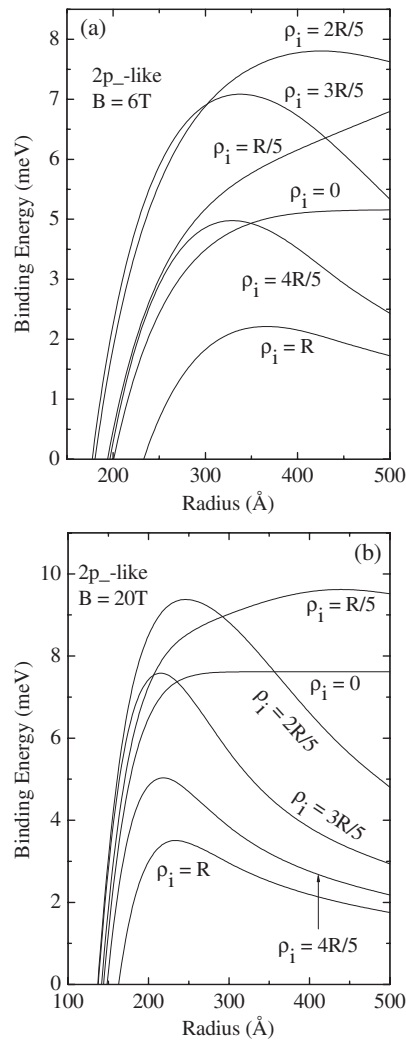 (a)
2p_-like
B = 6T
ρi = 2R/5
ρi = 3R/5
ρi = R/5
ρi = 0
ρi = 4R/5
ρi = R
8
7
5
3
2
0
Binding Energy (meV)
200 300 400 500
Radius (Å)
(b)
2p_-like
B = 20T
ρi = R/5
ρi = 0
ρi = 2R/5
ρi = 3R/5
ρi = R
ρi = 4R/5
10
8
6
4
2
0
Binding Energy (meV)
100 200 300 400 500
Radius (Å)